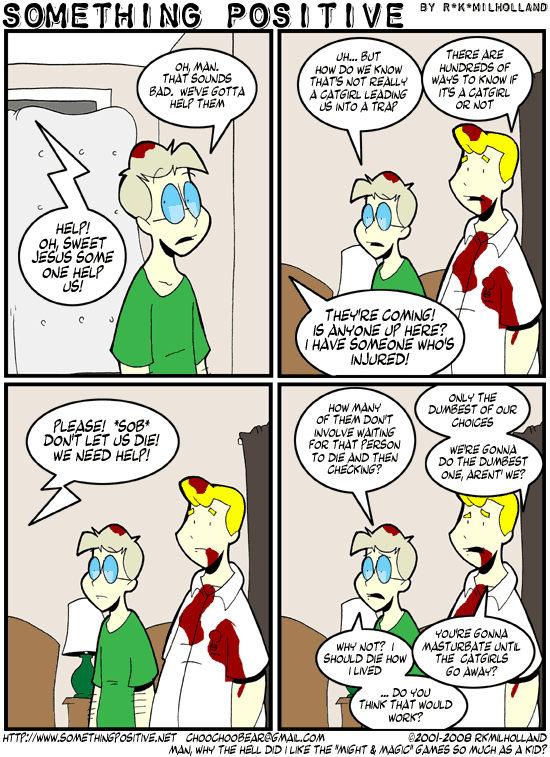 SOMETHING POSITIVE BY R*K*MILHOLLAND
OH, MAN.
THAT SOUNDS
BAD. WE'VE GOTTA
HELP THEM
HELP!
OH, SWEET
JESUS SOME
ONE HELP
US!
UH... BUT
HOW DO WE KNOW
THAT'S NOT REALLY
A CATGIRL LEADING
US INTO A TRAP
THERE ARE
HUNDREDS OF
WAYS TO KNOW IF
IT'S A CATGIRL
OR NOT
THEY'RE COMING!
IS ANYONE UP HERE?
I HAVE SOMEONE WHO'S
INJURED!
PLEASE! *SOB*
DON'T LET US DIE!
WE NEED HELP!
HOW MANY
OF THEM DON'T
INVOLVE WAITING
FOR THAT PERSON
TO DIE AND THEN
CHECKING?
ONLY THE
DUMBEST OF OUR
CHOICES
WE'RE GONNA
DO THE DUMBEST
ONE, ARENT' WE?
WHY NOT? I
SHOULD DIE HOW
I LIVED
YOU'RE GONNA
MASTURBATE UNTIL
THE CATGIRLS
GO AWAY?
... DO YOU
THINK THAT WOULD
WORK?
HTTP://WWW.SOMETHINGPOSITIVE.NET CHOOCHOOBEAR@GMAIL.COM ©2001-2008 RKMILHOLLAND
MAN, WHY THE HELL DID I LIKE THE "MIGHT & MAGIC" GAMES SO MUCH AS A KID?